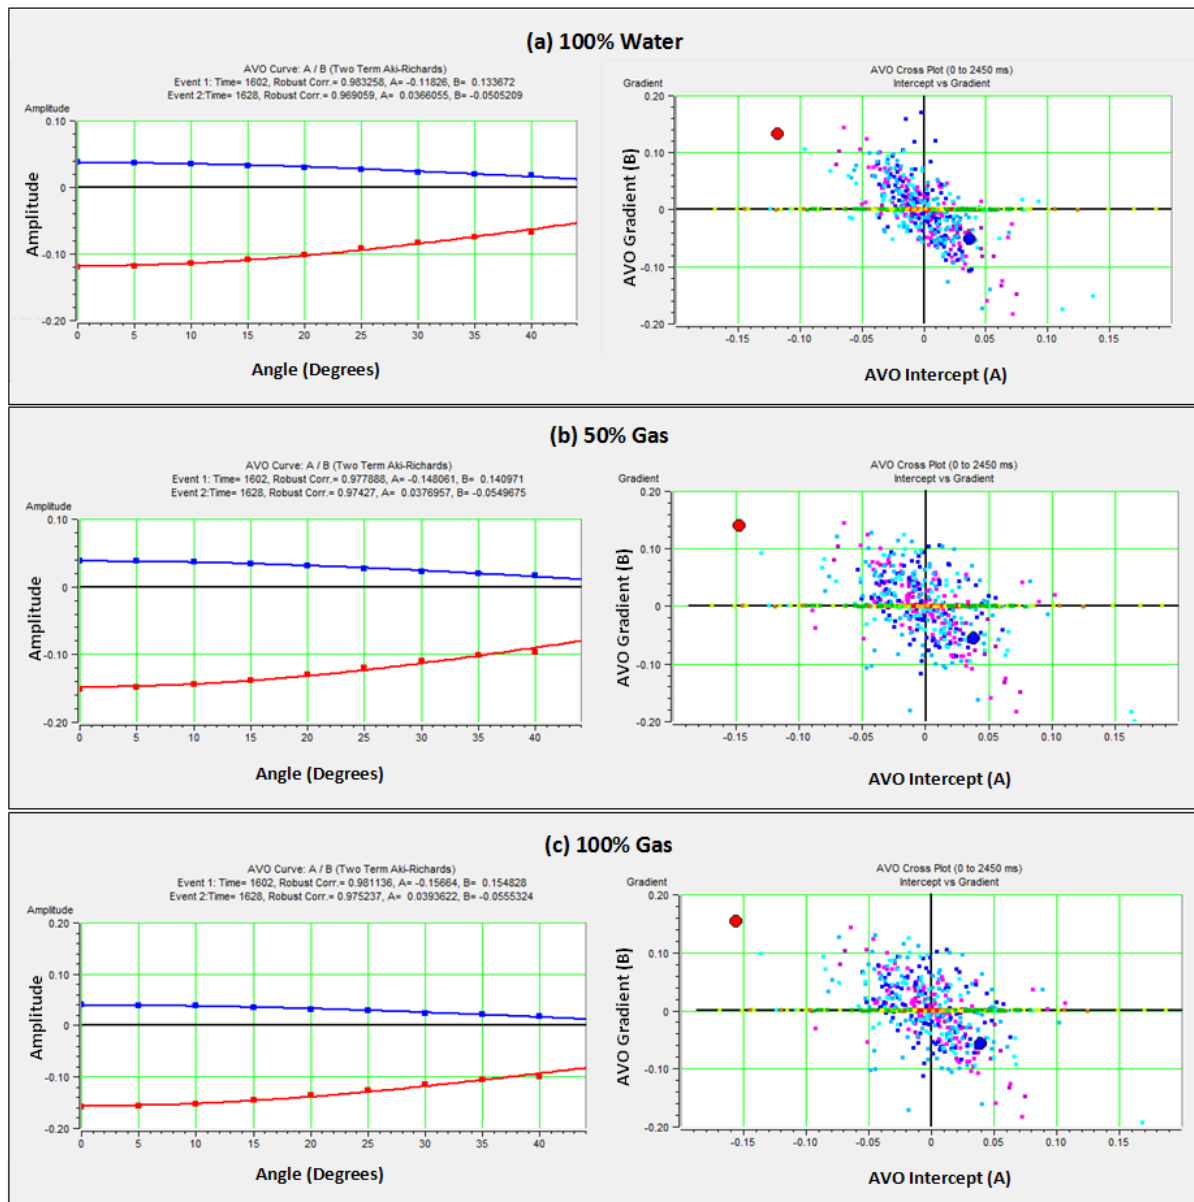 (a) 100% Water
AVO Curve: A / B (Two Term Aki-Richards)
Event 1: Time= 1602, Robust Corr.= 0.983258, A= -0.11826, B= 0.133672
Event 2:Time= 1628, Robust Corr.= 0.969059, A= 0.0366055, B= -0.0505209
Amplitude
0.10
0
-0.10
-0.20
Amplitude
0 5 10 15 20 25 30 35 40
Angle (Degrees)
AVO Cross Plot (0 to 2450 ms)
Intercept vs Gradient
Gradient
0.20
0.10
0
-0.10
-0.20
AVO Gradient (B)
-0.15 -0.10 -0.05 0 0.05 0.10 0.15
AVO Intercept (A)
(b) 50% Gas
AVO Curve: A / B (Two Term Aki-Richards)
Event 1: Time= 1602, Robust Corr.= 0.977888, A= -0.148061, B= 0.140971
Event 2:Time= 1628, Robust Corr.= 0.97427, A= 0.0376957, B= -0.0549675
Amplitude
0.10
0
-0.10
-0.20
Amplitude
0 5 10 15 20 25 30 35 40
Angle (Degrees)
AVO Cross Plot (0 to 2450 ms)
Intercept vs Gradient
Gradient
0.20
0.10
0
-0.10
-0.20
AVO Gradient (B)
-0.15 -0.10 -0.05 0 0.05 0.10 0.15
AVO Intercept (A)
(c) 100% Gas
AVO Curve: A / B (Two Term Aki-Richards)
Event 1: Time= 1602, Robust Corr.= 0.981136, A= -0.15664, B= 0.154828
Event 2:Time= 1628, Robust Corr.= 0.975237, A= 0.0393622, B= -0.0555324
Amplitude
0.20
0.10
0
-0.10
-0.20
Amplitude
0 5 10 15 20 25 30 35 40
Angle (Degrees)
AVO Cross Plot (0 to 2450 ms)
Intercept vs Gradient
Gradient
0.20
0.10
0
-0.10
-0.20
AVO Gradient (B)
-0.15 -0.10 -0.05 0 0.05 0.10 0.15
AVO Intercept (A)